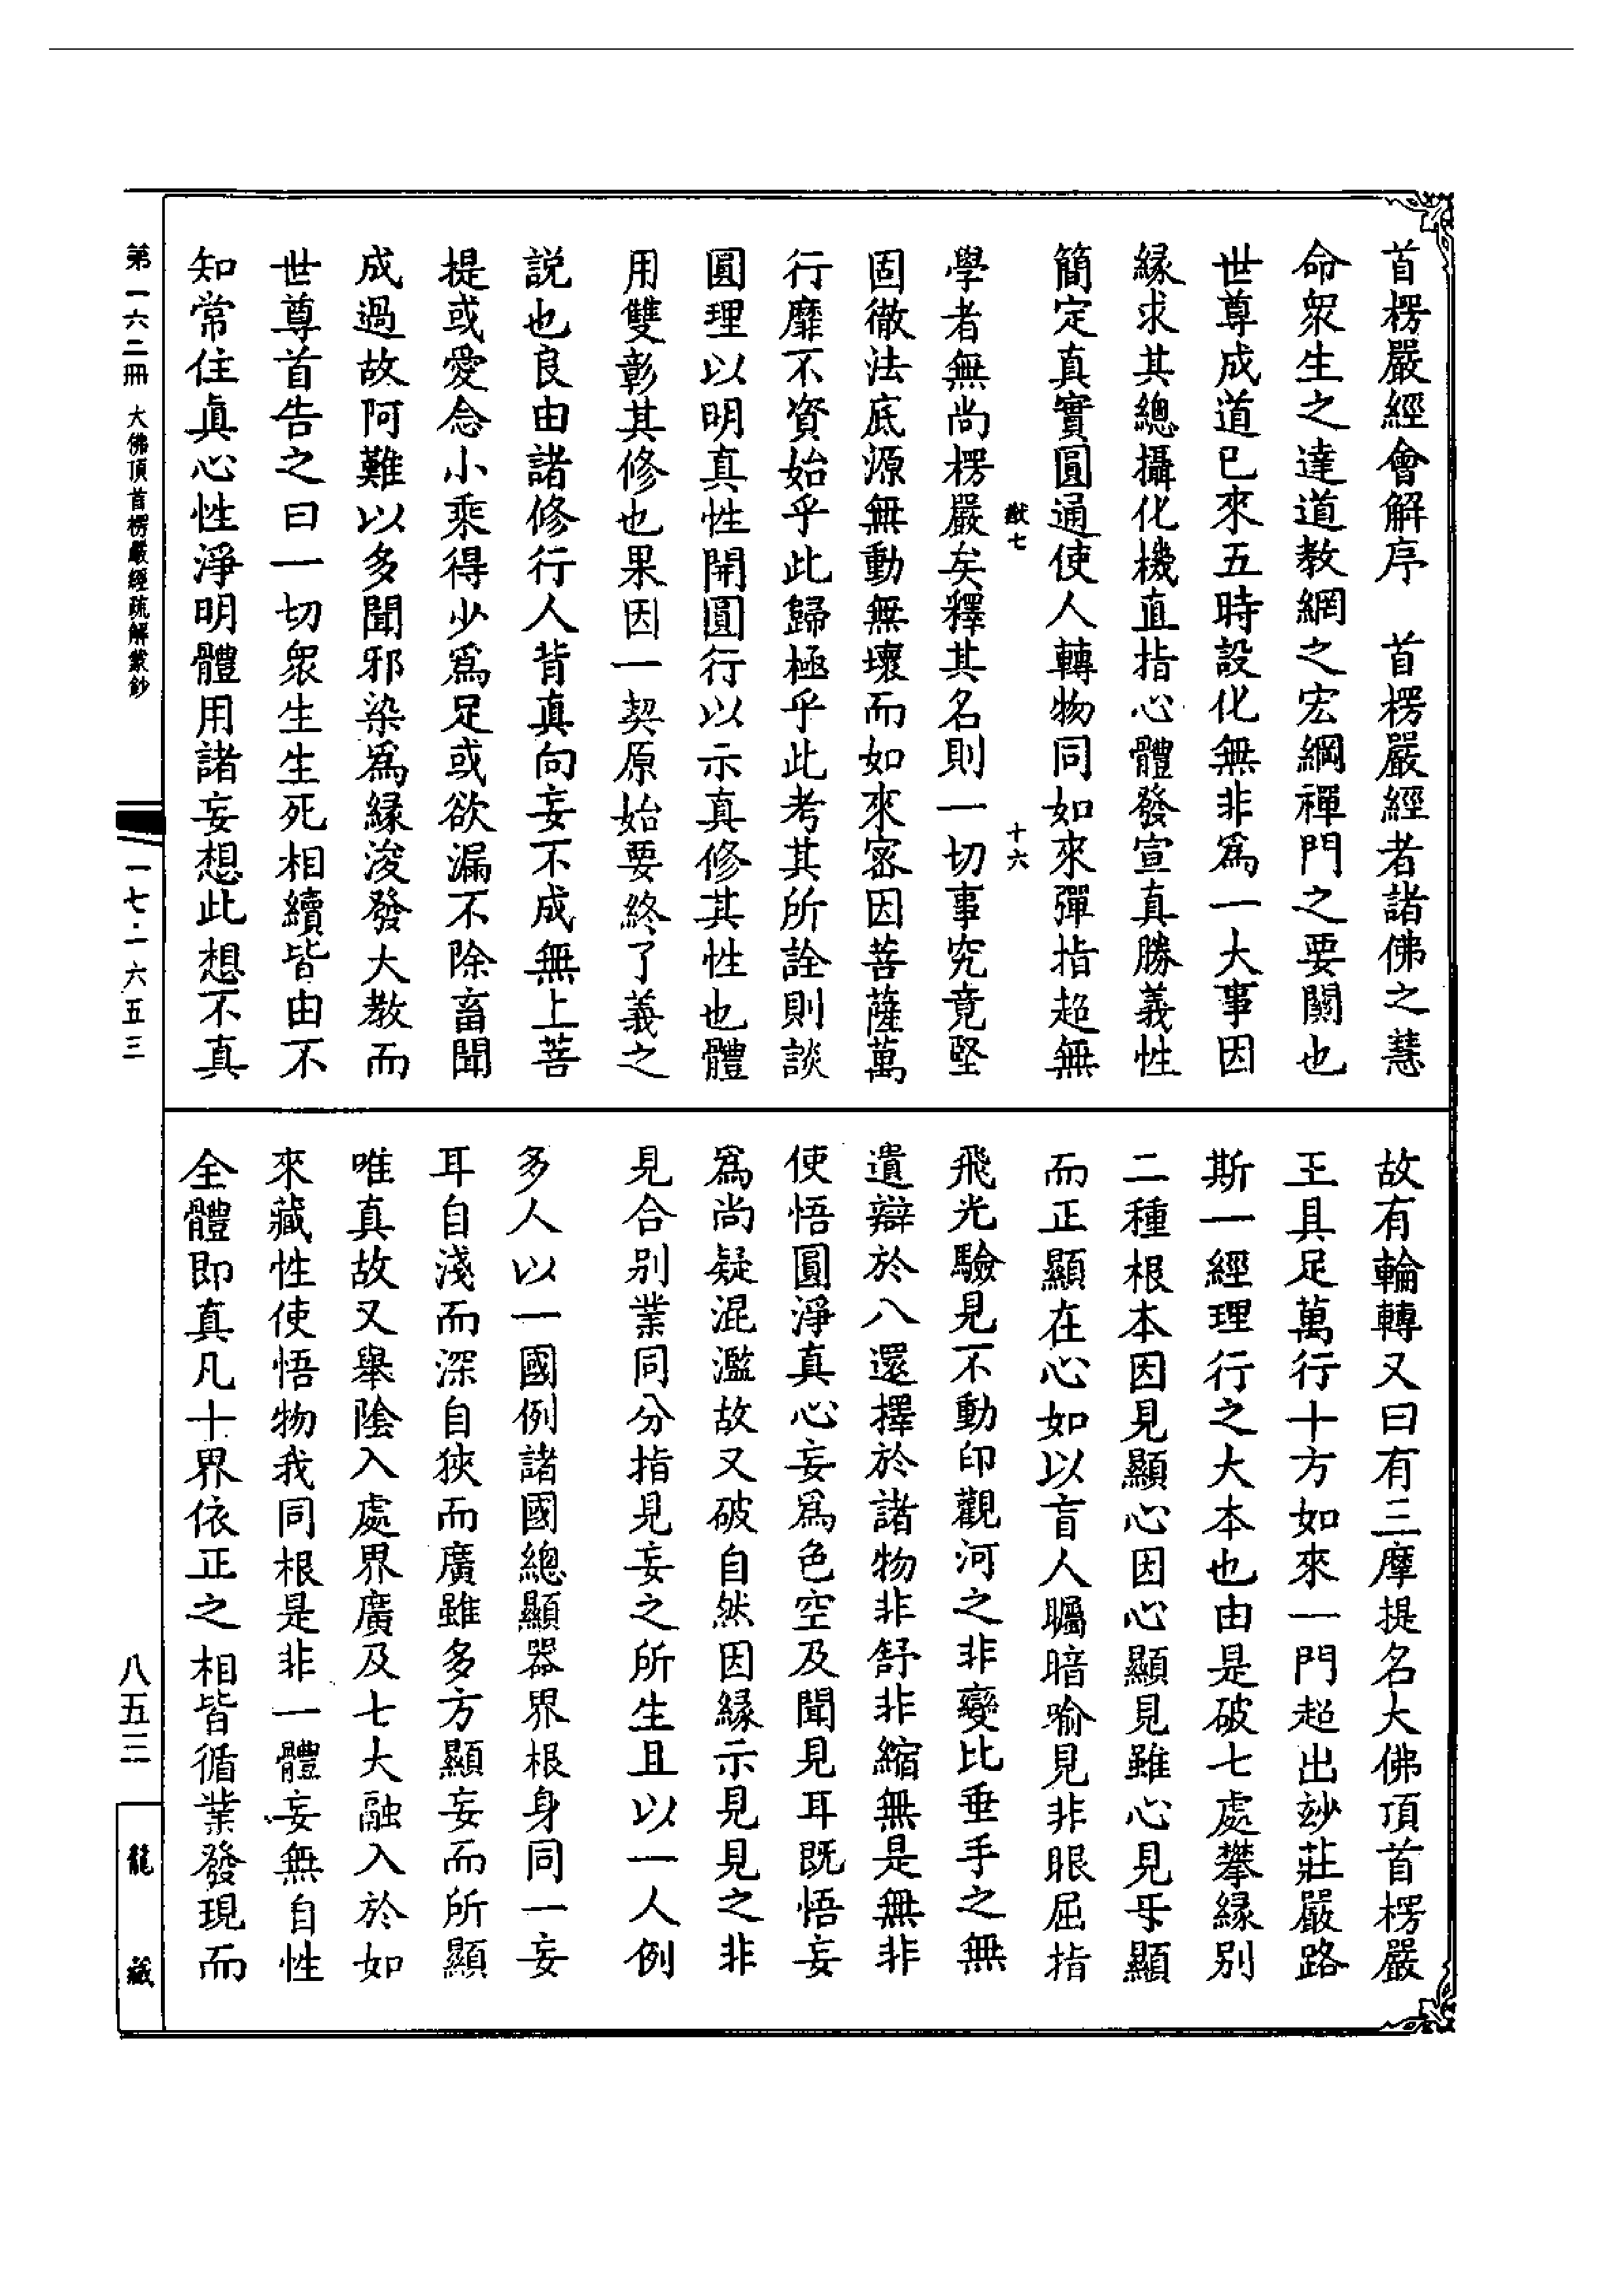 首楞嚴經會解序　首楞嚴經者諸佛之慧
命衆生之達道教網之宏綱禪門之要關也
世尊成道已來五時設化無非爲一大事因
緣求其總攝化機直指心體發宣真勝義性
簡定真實圓通使人轉物同如來彈指超無
猷七　十六
學者無尚楞嚴矣釋其名則一切事究竟堅
固徹法底源無動無壞而如來密因菩薩萬
行靡不資始乎此歸極乎此考其所詮則談
圓理以明真性開圓行以示真修其性也體
用雙彰其修也果因一契原始要終了義之
説也良由諸修行人背真向妄不成無上菩
提或愛念小乘得少爲足或欲漏不除畜聞
成過故阿難以多聞邪染爲緣浚發大教而
世尊首告之曰一切衆生生死相續皆由不
知常住眞心性淨明體用諸妄想此想不真
故有輪轉又曰有三摩提名大佛頂首楞嚴
王具足萬行十方如來一門超出玅莊嚴路
斯一經理行之大本也由是破七處攀緣別
二種根本因見顯心因心顯見雖心見㸦顯
而正顯在心如以盲人矚暗喻見非眼屈指
飛光驗見不動印觀河之非變比垂手之無
遺辯於八還擇於諸物非舒非縮無是無非
使悟圓淨真心妄爲色空及聞見耳既悟妄
爲尚疑混濫故又破自然因緣示見見之非
見合別業同分指見妄之所生且以一人例
多人以一國例諸國總顯器界根身同一妄
耳自淺而深自狹而廣雖多方顯妄而所顯
唯真故又舉陰入處界廣及七大融入於如
來藏性使悟物我同根是非一體妄無自性
全體即真凡十界依正之相皆循業發現而
第一六二冊　大佛頂首楞嚴經疏解蒙鈔
一七·一六五三
八五三
龍藏